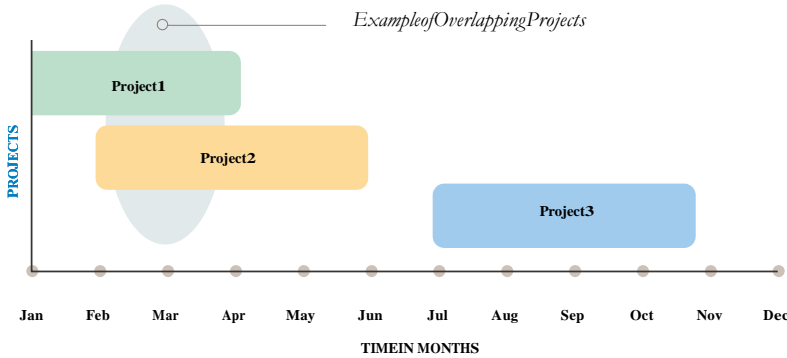 ExampleofOverlappingProjects
Project1
Project2
Project3
PROJECTS
Jan Feb Mar Apr May Jun Jul Aug Sep Oct Nov Dec
TIMEIN MONTHS